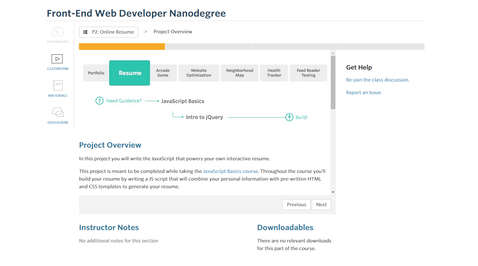 Front-End Web Developer Nanodegree
P2: Online Resume > Project Overview
CLASSROOM
MATERIALS
DISCUSSION
Portfolio
Resume
Arcade Game
Website Optimization
Neighborhood Map
Health Tracker
Feed Reader Testing
Get Help
Re-join the class discussion.
Report an Issue
Need Guidance?
JavaScript Basics
Intro to jQuery
Build!
Project Overview
In this project you will write the JavaScript that powers your own interactive resume.
This project is meant to be completed while taking the JavaScript Basics course. Throughout the course you'll
build your resume by writing a JS script that will combine your personal information with pre-written HTML
and CSS templates to generate your resume.
Previous
Next
Instructor Notes
No additional notes for this section
Downloadables
There are no relevant downloads
for this part of the course.